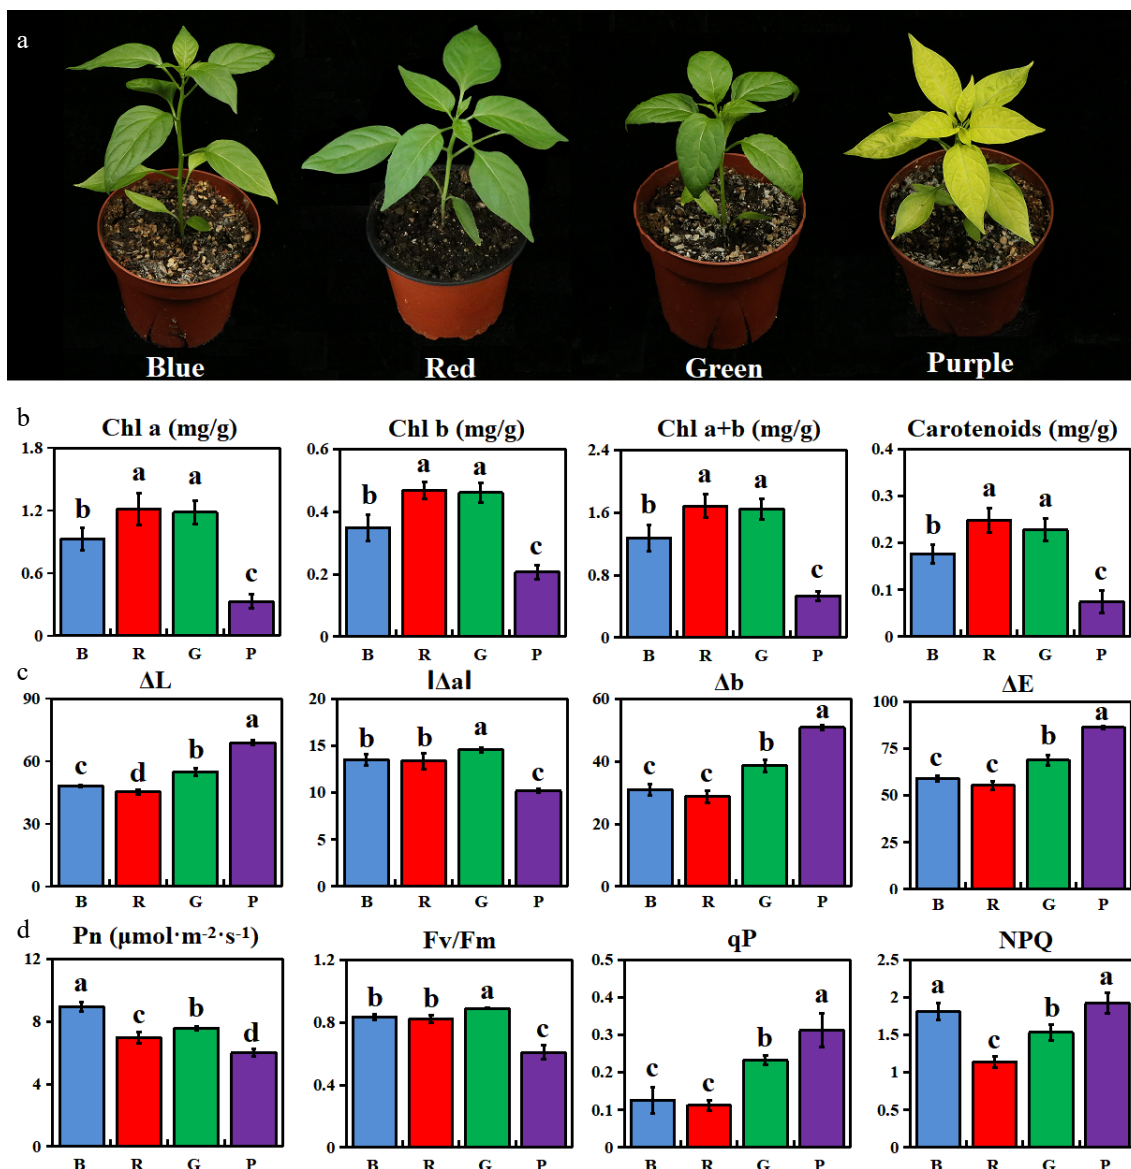 a
Blue Red Green Purple
b
Chl a (mg/g) Chl b (mg/g) Chl a+b (mg/g) Carotenoids (mg/g)
1.8 1.2 0.6 0 b a a c B R G P
0.6 0.4 0.2 0 b a a c B R G P
2.4 1.6 0.8 0 b a a c B R G P
0.4 0.3 0.2 0.1 0 b a a c B R G P
c
ΔL |Δa| Δb ΔE
90 60 30 0 c d b a B R G P
20 15 10 5 0 b b a c B R G P
60 40 20 0 c c b a B R G P
100 75 50 25 0 c c b a B R G P
d
Pn (μmol·m⁻²·s⁻¹) Fv/Fm qP NPQ
12 8 4 0 a c b d B R G P
1.2 0.8 0.4 0 b b a c B R G P
0.5 0.4 0.3 0.2 0.1 0 c c b a B R G P
2.5 2 1.5 1 0.5 0 a c b a B R G P